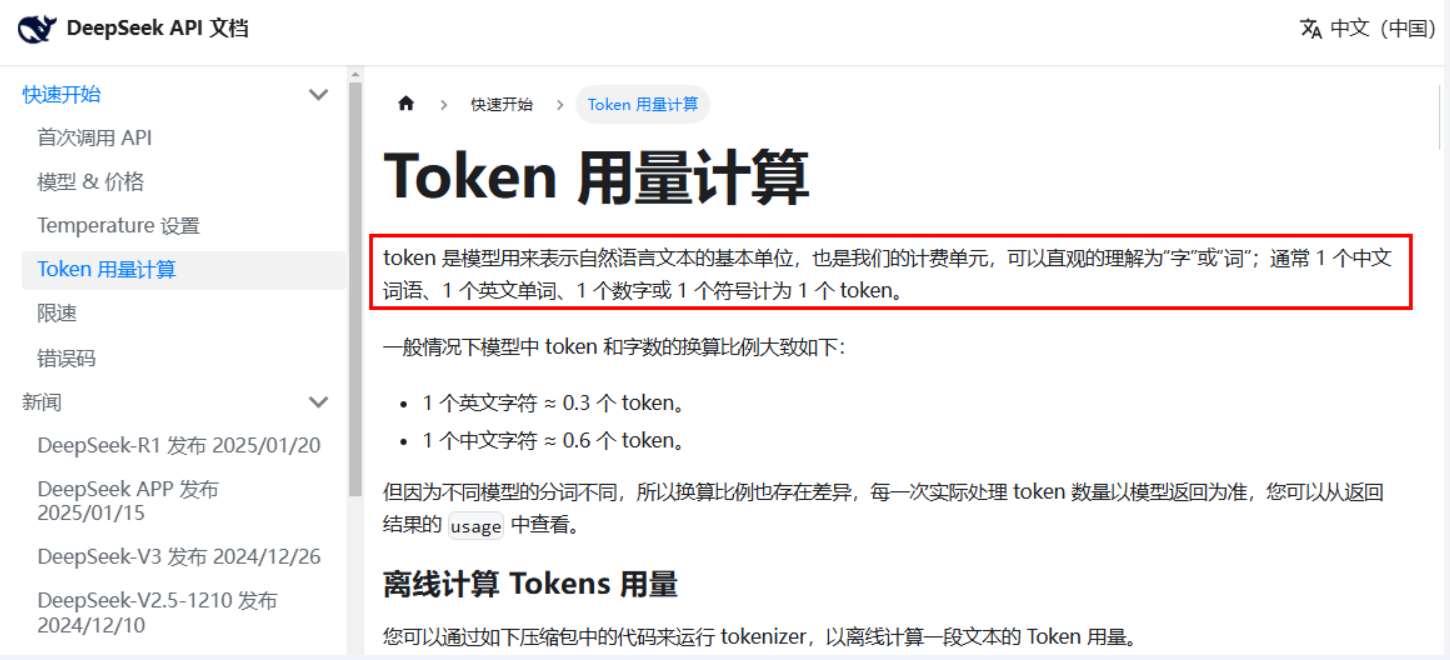 DeepSeek API 文档
中文（中国）
快速开始
首次调用 API
模型 & 价格
Temperature 设置
Token 用量计算
限速
错误码
新闻
DeepSeek-R1 发布 2025/01/20
DeepSeek APP 发布
2025/01/15
DeepSeek-V3 发布 2024/12/26
DeepSeek-V2.5-1210 发布
2024/12/10
快速开始 Token 用量计算
Token 用量计算
token 是模型用来表示自然语言文本的基本单位，也是我们的计费单元，可以直观的理解为“字”或“词”；通常 1 个中文
词语、1 个英文单词、1 个数字或 1 个符号计为 1 个 token。
一般情况下模型中 token 和字数的换算比例大致如下：
• 1 个英文字符 ≈ 0.3 个 token。
• 1 个中文字符 ≈ 0.6 个 token。
但因为不同模型的分词不同，所以换算比例也存在差异，每一次实际处理 token 数量以模型返回为准，您可以从返回
结果的 usage 中查看。
离线计算 Tokens 用量
您可以通过如下压缩包中的代码来运行 tokenizer，以离线计算一段文本的 Token 用量。